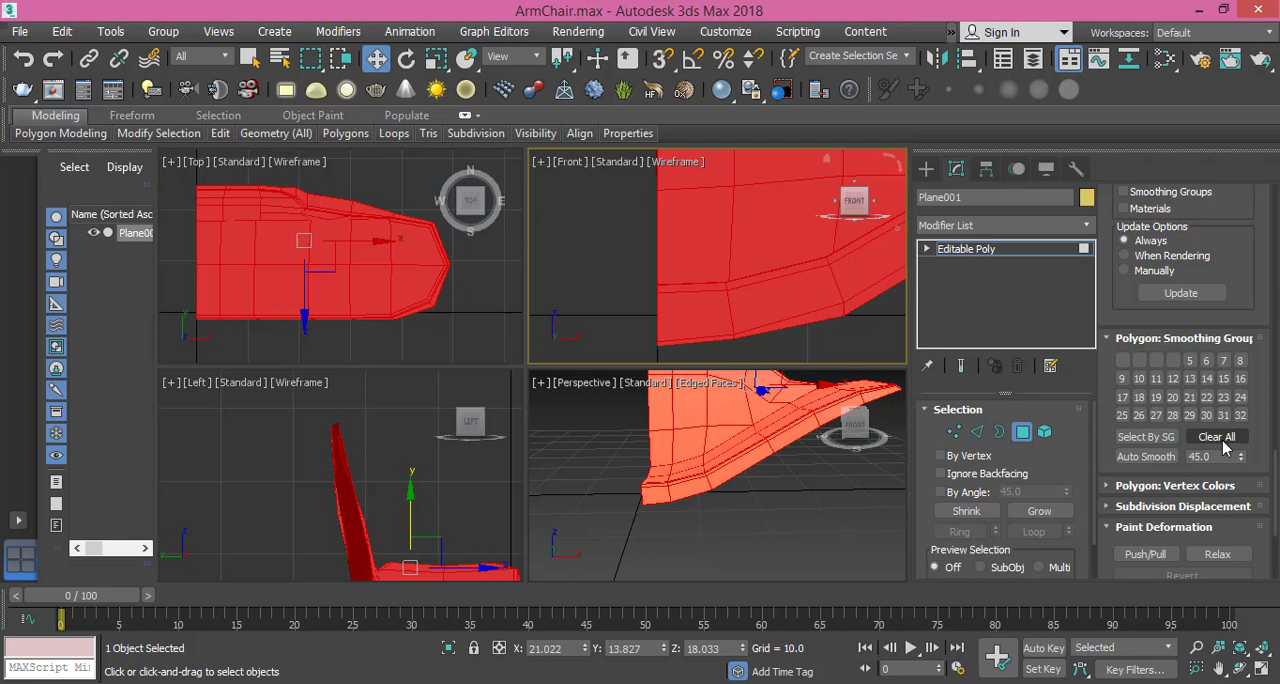 ArmChair.max - Autodesk 3ds Max 2018
File Edit Tools Group Views Create Modifiers Animation Graph Editors Rendering Civil View Customize Scripting Content Sign In Workspaces: Default
All View Create Selection Se
Modeling Freeform Selection Object Paint Populate
Polygon Modeling Modify Selection Edit Geometry (All) Polygons Loops Tris Subdivision Visibility Align Properties
Select Display
Name (Sorted Asc
Plane00
[+] [Top] [Standard] [Wireframe]
N
W TOP E
S
[+] [Front] [Standard] [Wireframe]
FRONT
[+] [Left] [Standard] [Wireframe]
LEFT
[+] [Perspective] [Standard] [Edged Faces]
FRONT
Plane001
Modifier List
Editable Poly
Selection
By Vertex
Ignore Backfacing
By Angle: 45.0
Shrink Grow
Ring Loop
Preview Selection
Off SubObj Multi
Smoothing Groups
Materials
Update Options
Always
When Rendering
Manually
Update
Polygon: Smoothing Group
5 6 7 8
9 10 11 12 13 14 15 16
17 18 19 20 21 22 23 24
25 26 27 28 29 30 31 32
Select By SG Clear All
Auto Smooth 45.0
Polygon: Vertex Colors
Subdivision Displacement
Paint Deformation
Push/Pull Relax
Revert
0 / 100
0 5 10 15 20 25 30 35 40 45 50 55 60 65 70 75 80 85 90 95 100
1 Object Selected
MAXScript Mi
Click or click-and-drag to select objects
X: 21.022 Y: 13.827 Z: 18.033 Grid = 10.0
Add Time Tag
0
Auto Key Selected
Set Key Key Filters...